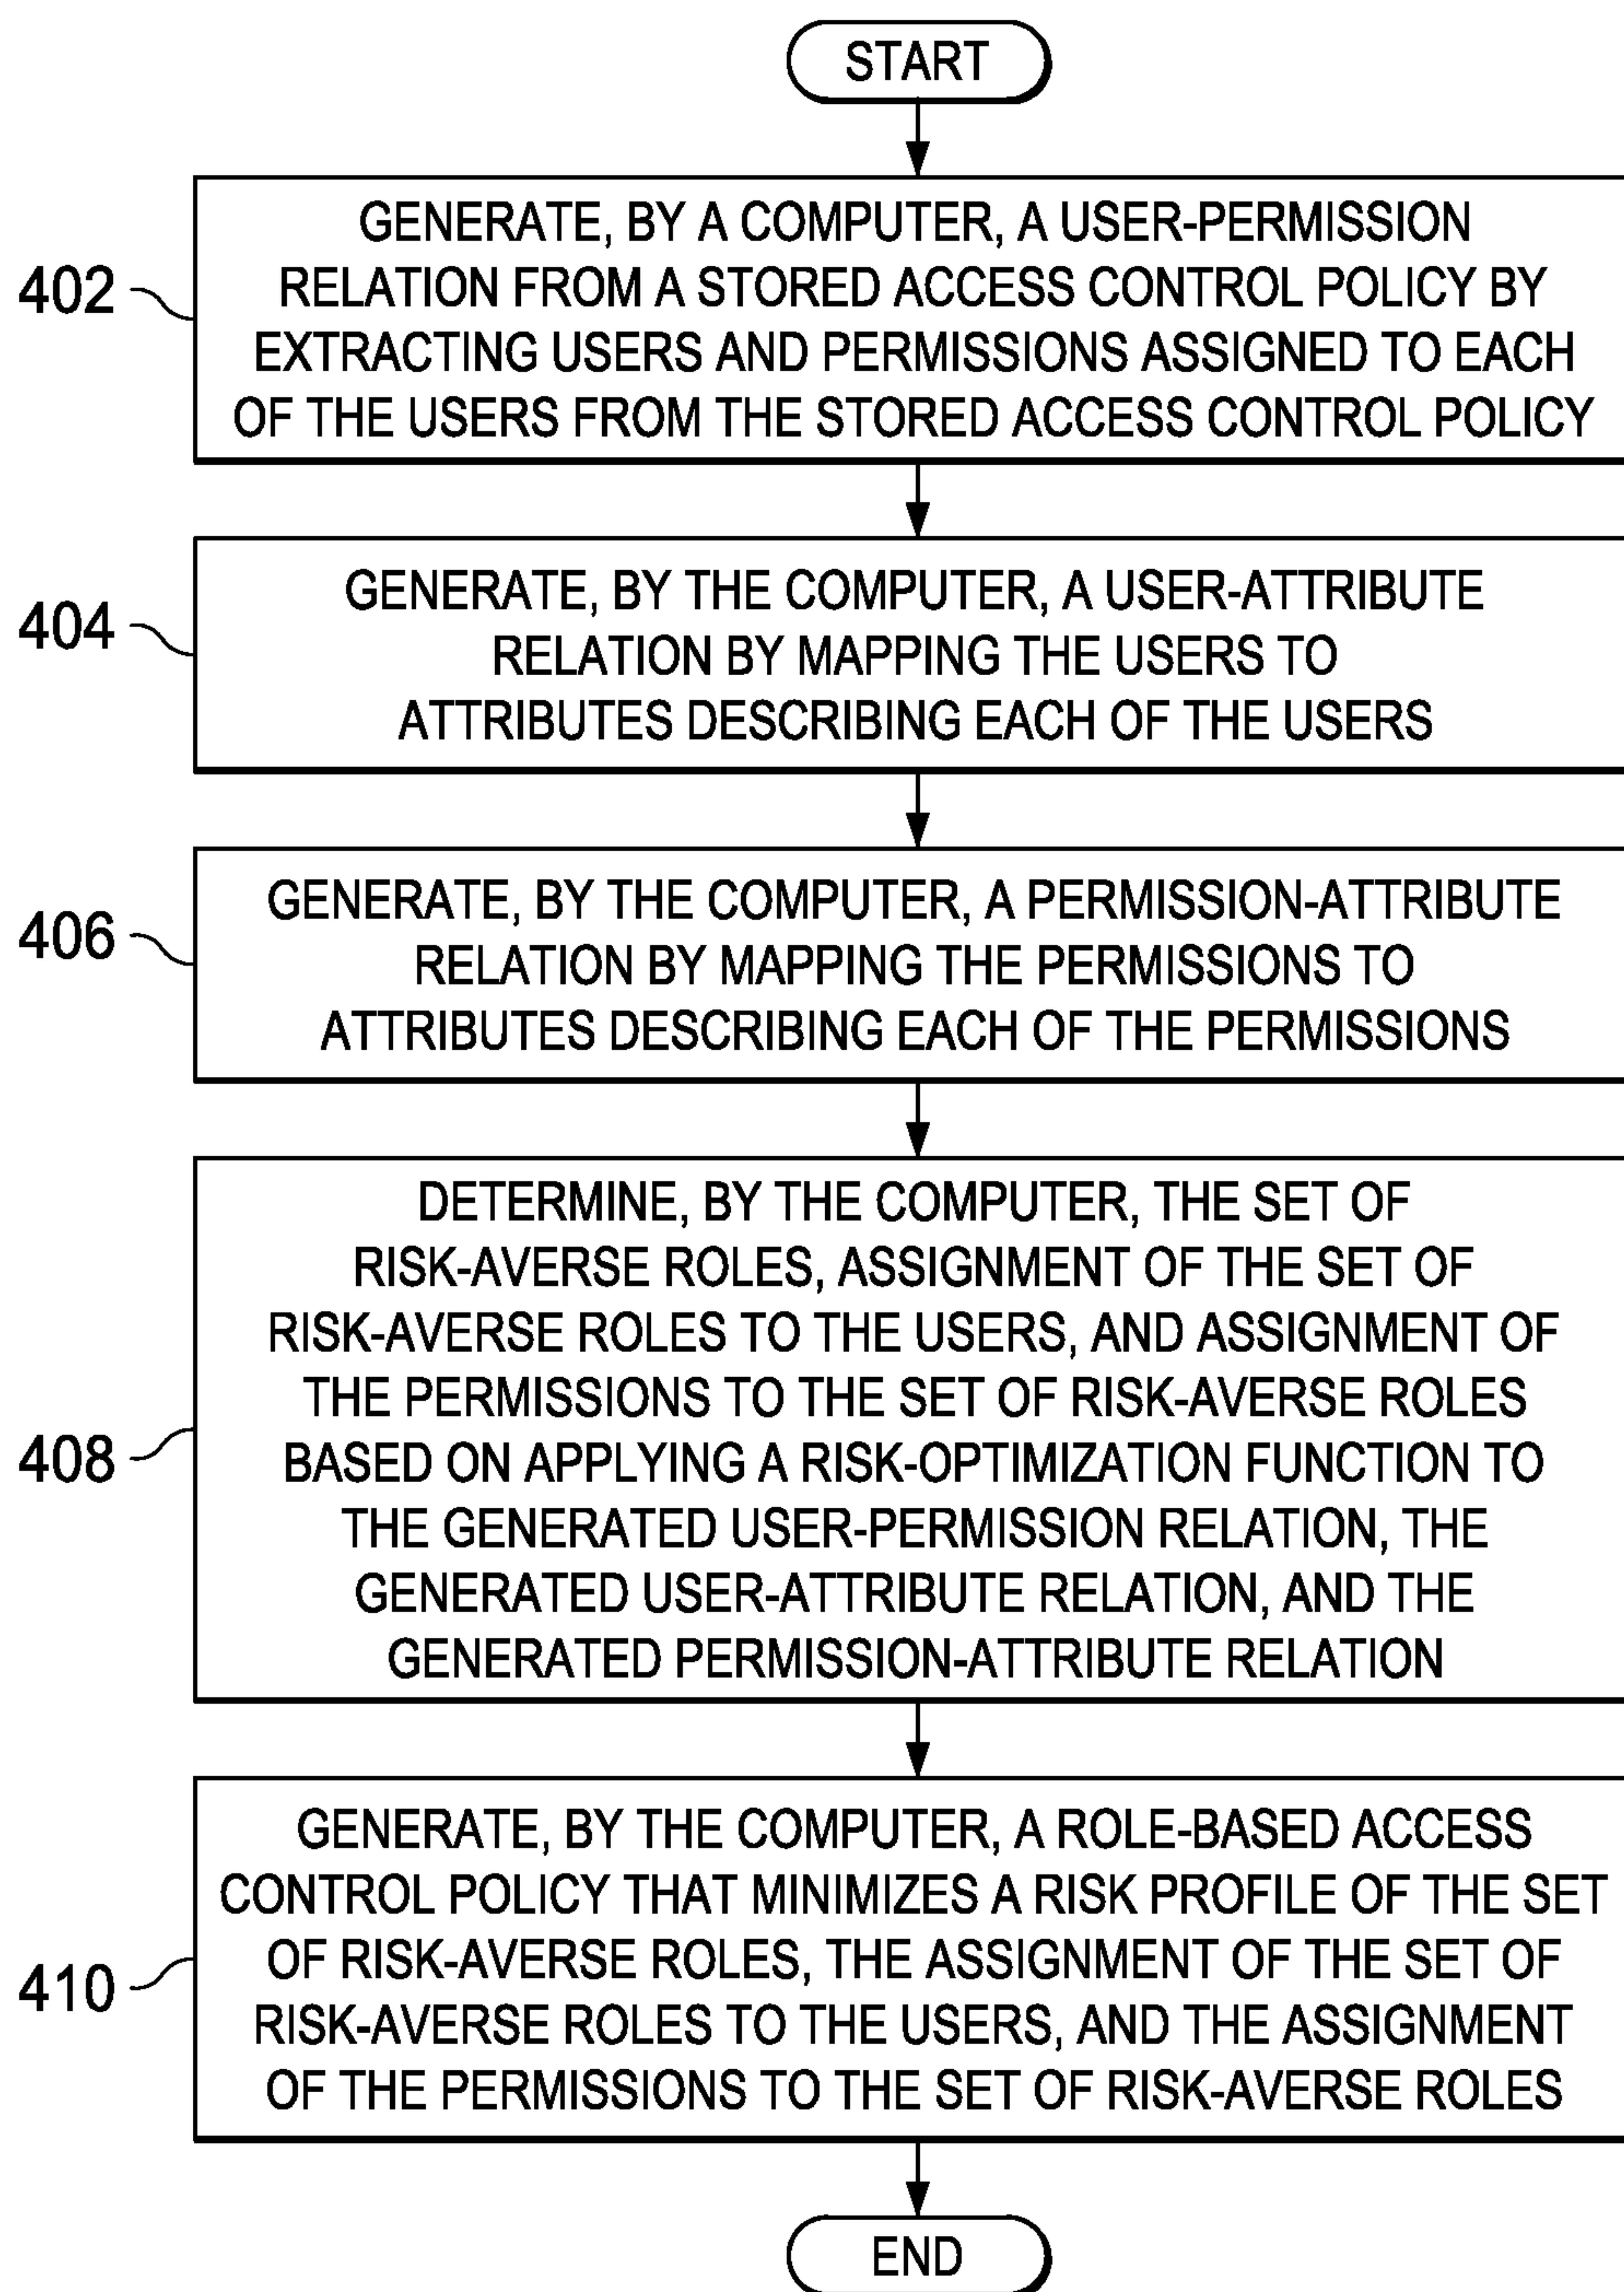 START
402
GENERATE, BY A COMPUTER, A USER-PERMISSION
RELATION FROM A STORED ACCESS CONTROL POLICY BY
EXTRACTING USERS AND PERMISSIONS ASSIGNED TO EACH
OF THE USERS FROM THE STORED ACCESS CONTROL POLICY
404
GENERATE, BY THE COMPUTER, A USER-ATTRIBUTE
RELATION BY MAPPING THE USERS TO
ATTRIBUTES DESCRIBING EACH OF THE USERS
406
GENERATE, BY THE COMPUTER, A PERMISSION-ATTRIBUTE
RELATION BY MAPPING THE PERMISSIONS TO
ATTRIBUTES DESCRIBING EACH OF THE PERMISSIONS
408
DETERMINE, BY THE COMPUTER, THE SET OF
RISK-AVERSE ROLES, ASSIGNMENT OF THE SET OF
RISK-AVERSE ROLES TO THE USERS, AND ASSIGNMENT OF
THE PERMISSIONS TO THE SET OF RISK-AVERSE ROLES
BASED ON APPLYING A RISK-OPTIMIZATION FUNCTION TO
THE GENERATED USER-PERMISSION RELATION, THE
GENERATED USER-ATTRIBUTE RELATION, AND THE
GENERATED PERMISSION-ATTRIBUTE RELATION
410
GENERATE, BY THE COMPUTER, A ROLE-BASED ACCESS
CONTROL POLICY THAT MINIMIZES A RISK PROFILE OF THE SET
OF RISK-AVERSE ROLES, THE ASSIGNMENT OF THE SET OF
RISK-AVERSE ROLES TO THE USERS, AND THE ASSIGNMENT
OF THE PERMISSIONS TO THE SET OF RISK-AVERSE ROLES
END